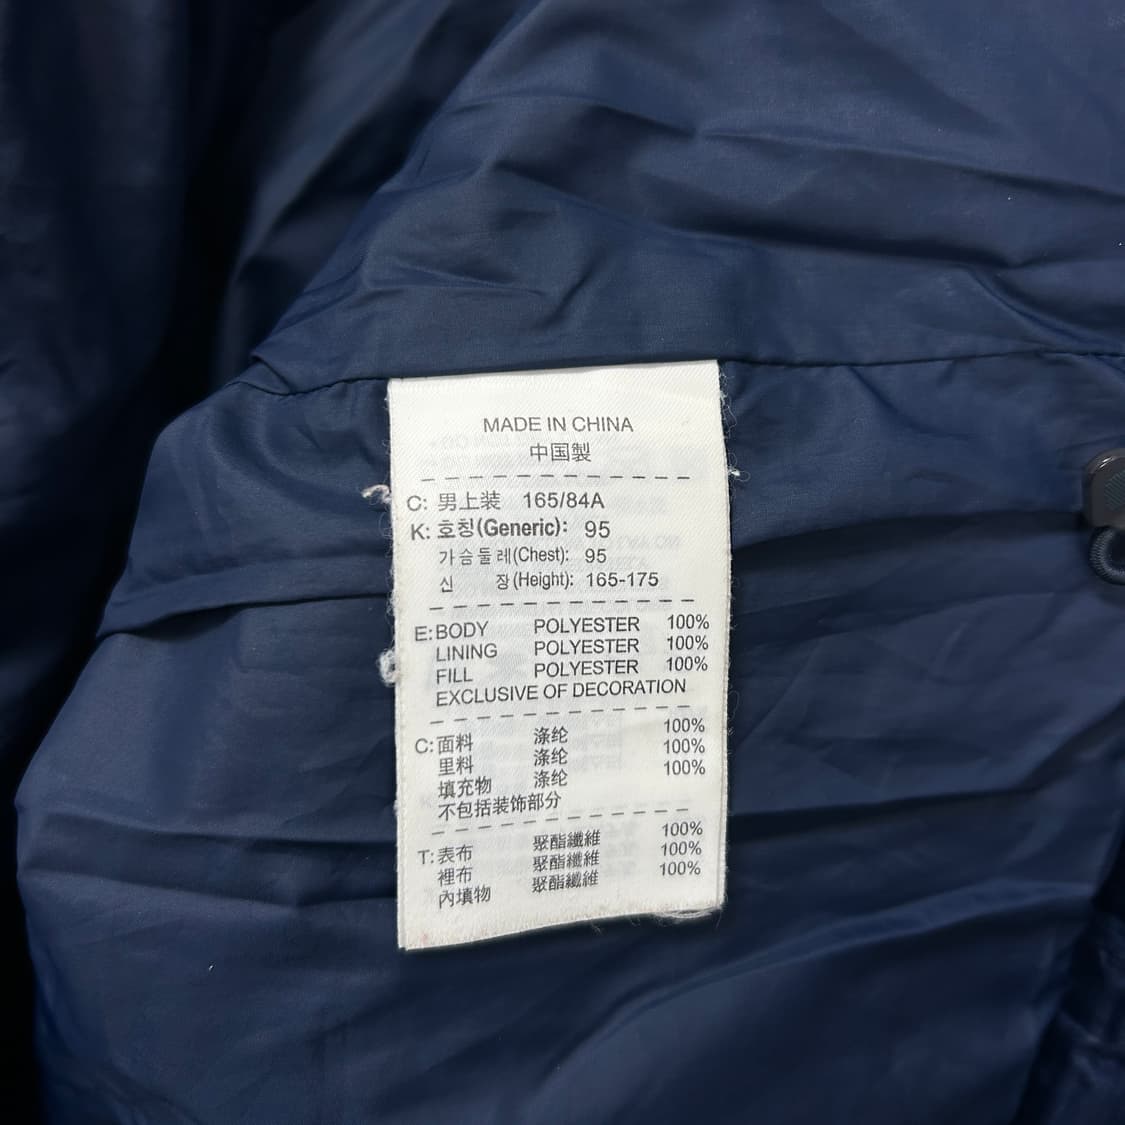 MADE IN CHINA
中国製
C: 男上装 165/84A
K: 호칭(Generic): 95
가슴둘레(Chest): 95
신 장(Height): 165-175
E: BODY POLYESTER 100%
LINING POLYESTER 100%
FILL POLYESTER 100%
EXCLUSIVE OF DECORATION
C: 面料 涤纶 100%
里料 涤纶 100%
填充物 涤纶 100%
不包括装饰部分
T: 表布 聚酯纖維 100%
裡布 聚酯纖維 100%
內填物 聚酯纖維 100%